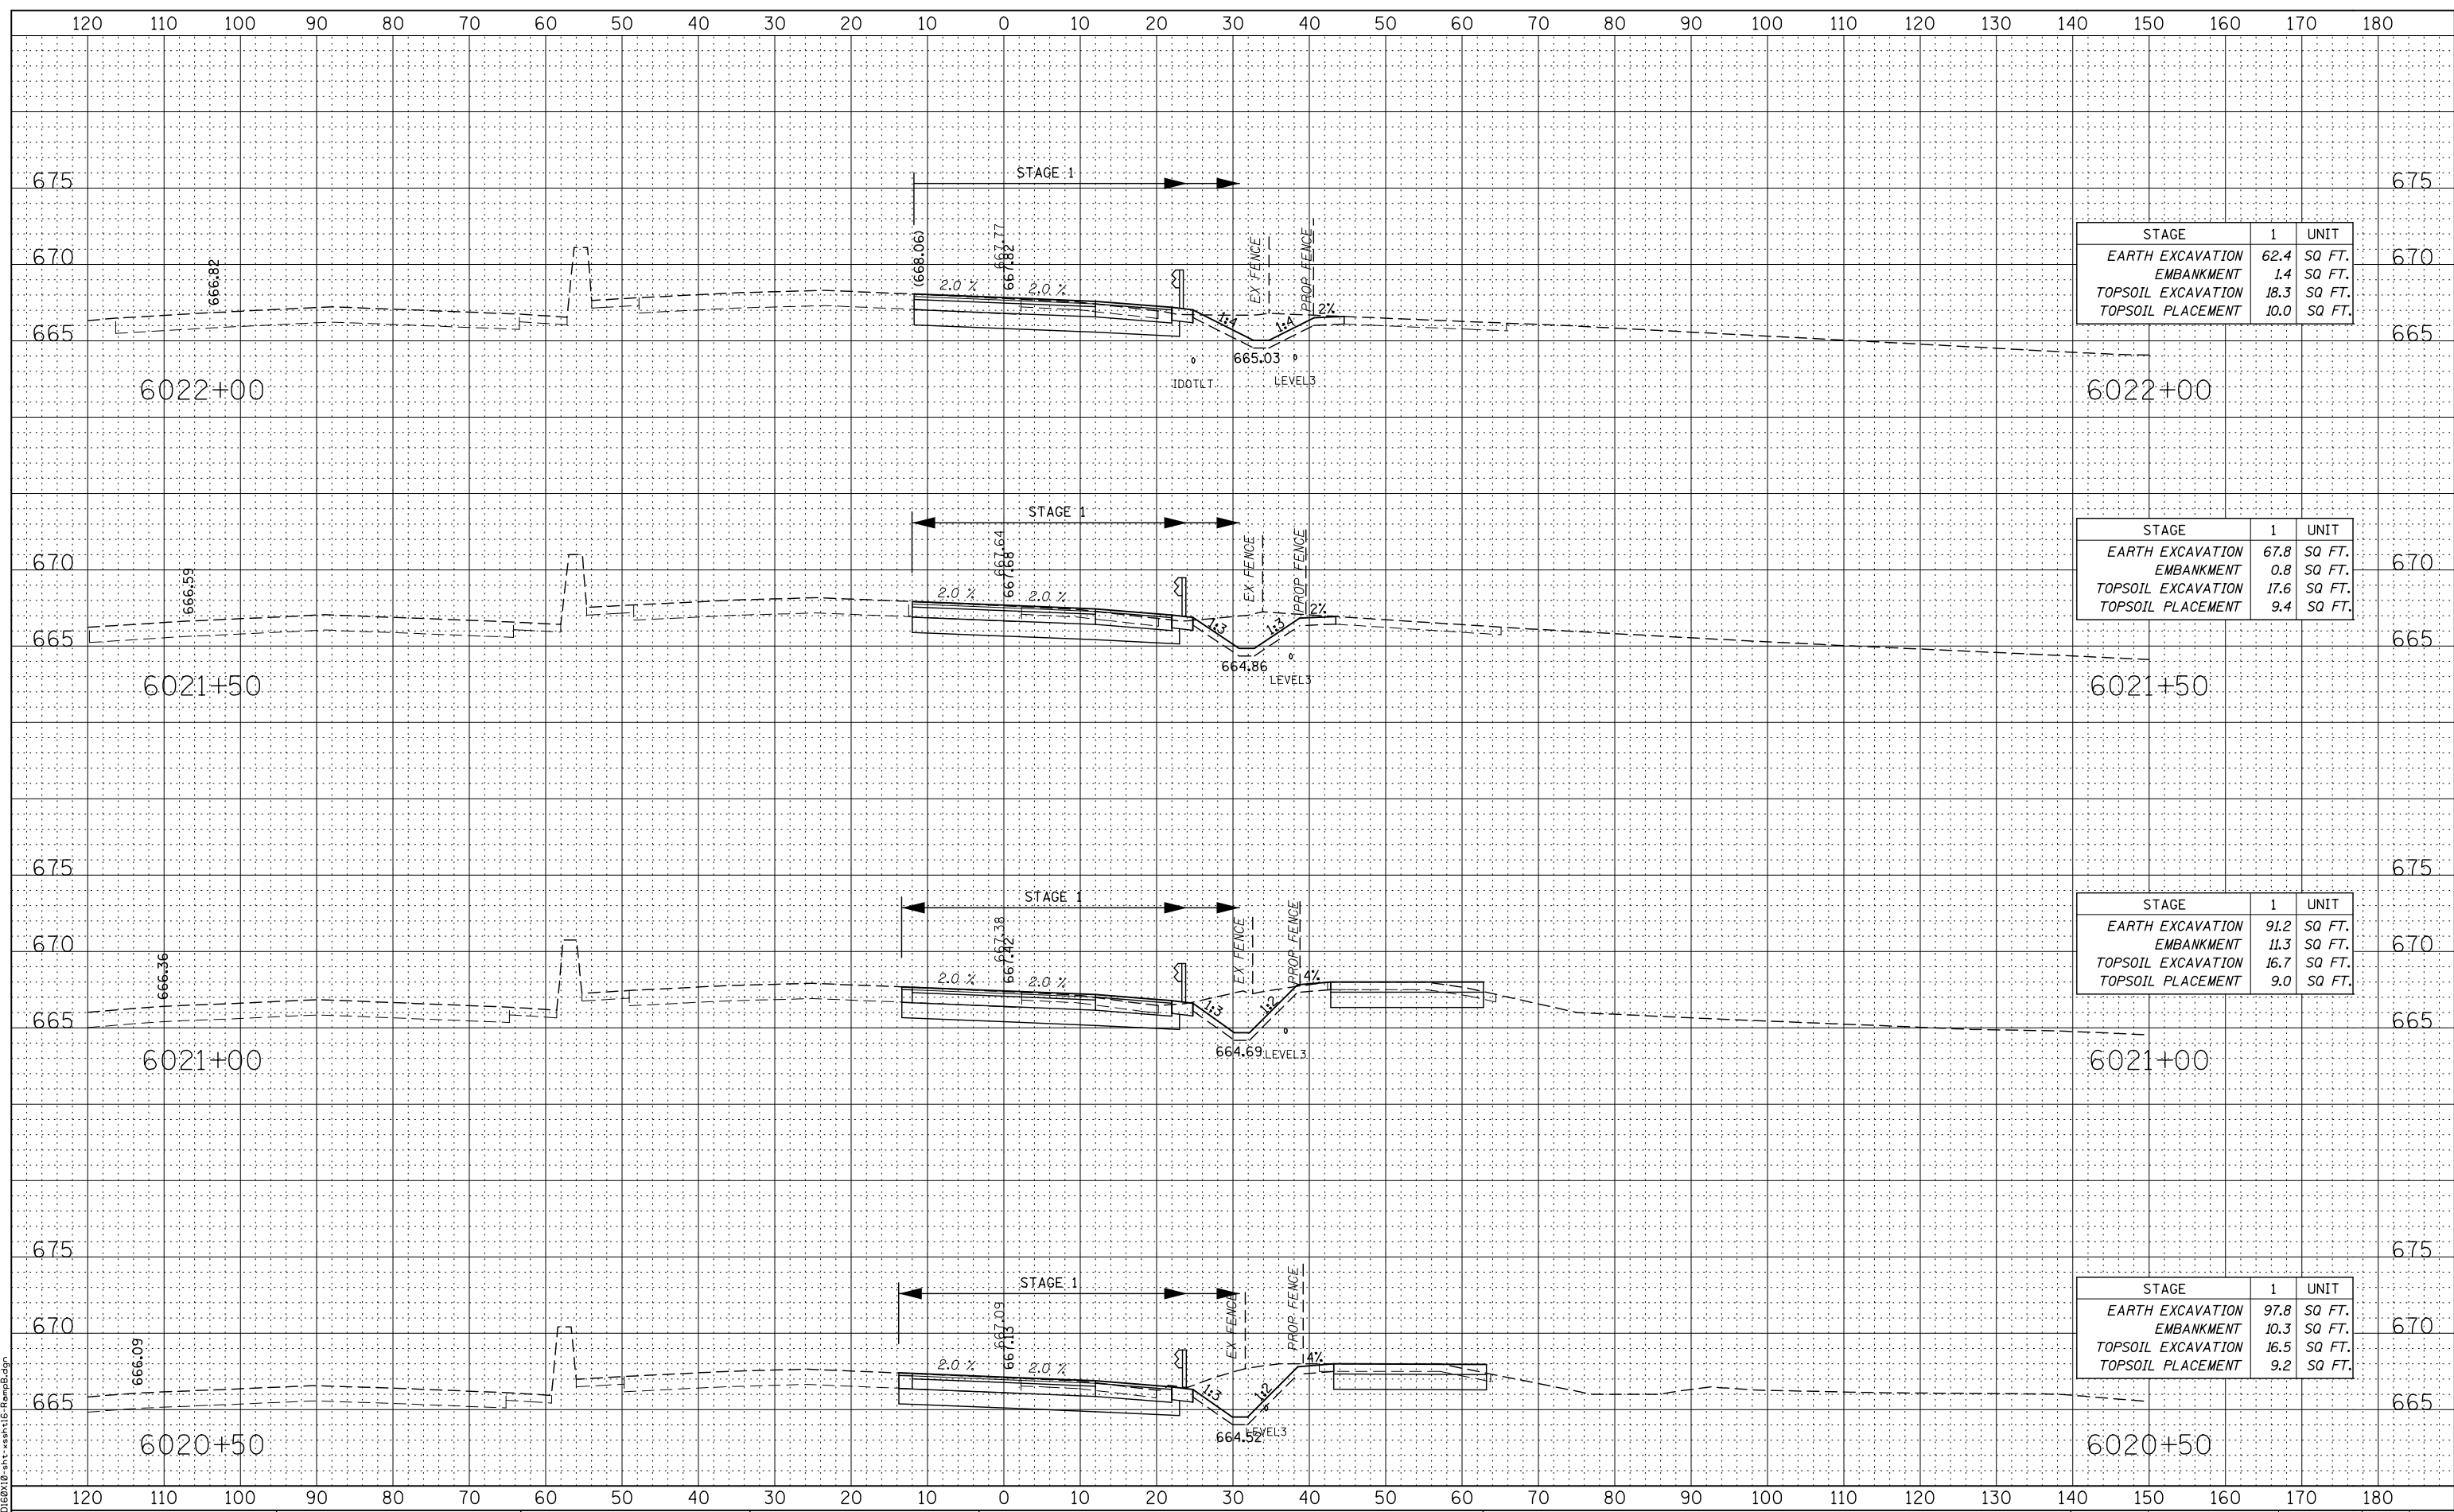 120 110 100 90 80 70 60 50 40 30 20 10 0 10 20 30 40 50 60 70 80 90 100 110 120 130 140 150 160 170 180
STAGE 1
675 675
(668.06) 667.77 667.82 EX FENCE PROP FENCE
666.82
670 670
2.0 % 2.0 %
2%
1:4 1:4
665 665
665.03
IDOTLT LEVEL3
6022+00 6022+00
STAGE 1 UNIT
EARTH EXCAVATION 62.4 SQ FT.
EMBANKMENT 1.4 SQ FT.
TOPSOIL EXCAVATION 18.3 SQ FT.
TOPSOIL PLACEMENT 10.0 SQ FT.
STAGE 1
667.64 667.68 EX FENCE PROP FENCE
670 670
666.59
2.0 % 2.0 %
2%
1:3 1:3
665 665
664.86
LEVEL3
6021+50 6021+50
STAGE 1 UNIT
EARTH EXCAVATION 67.8 SQ FT.
EMBANKMENT 0.8 SQ FT.
TOPSOIL EXCAVATION 17.6 SQ FT.
TOPSOIL PLACEMENT 9.4 SQ FT.
675 675
STAGE 1
667.38 667.42 EX FENCE PROP FENCE
670 670
666.36
2.0 % 2.0 %
4%
1:3 1:2
665 665
664.69 LEVEL3
6021+00 6021+00
STAGE 1 UNIT
EARTH EXCAVATION 91.2 SQ FT.
EMBANKMENT 11.3 SQ FT.
TOPSOIL EXCAVATION 16.7 SQ FT.
TOPSOIL PLACEMENT 9.0 SQ FT.
675 675
STAGE 1
667.09 667.13 EX FENCE PROP FENCE
670 670
666.09
2.0 % 2.0 %
4%
1:3 1:2
665 665
664.52 LEVEL3
6020+50 6020+50
STAGE 1 UNIT
EARTH EXCAVATION 97.8 SQ FT.
EMBANKMENT 10.3 SQ FT.
TOPSOIL EXCAVATION 16.5 SQ FT.
TOPSOIL PLACEMENT 9.2 SQ FT.
120 110 100 90 80 70 60 50 40 30 20 10 0 10 20 30 40 50 60 70 80 90 100 110 120 130 140 150 160 170 180